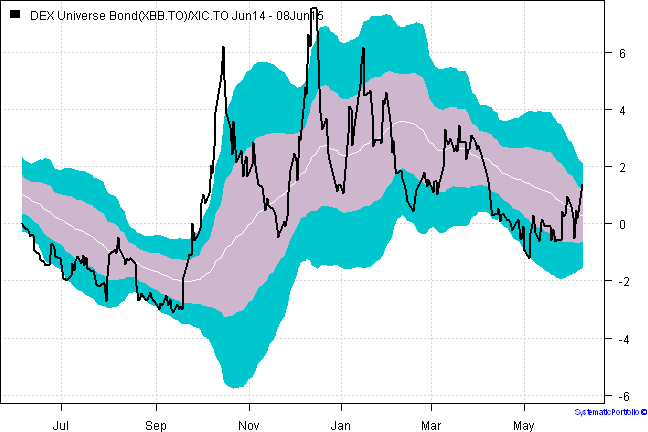 DEX Universe Bond(XBB.TO)/XIC.TO Jun14 - 08Jun15
6
4
2
0
-2
-4
-6
Jul Sep Nov Jan Mar May
SystematicPortfolio ©